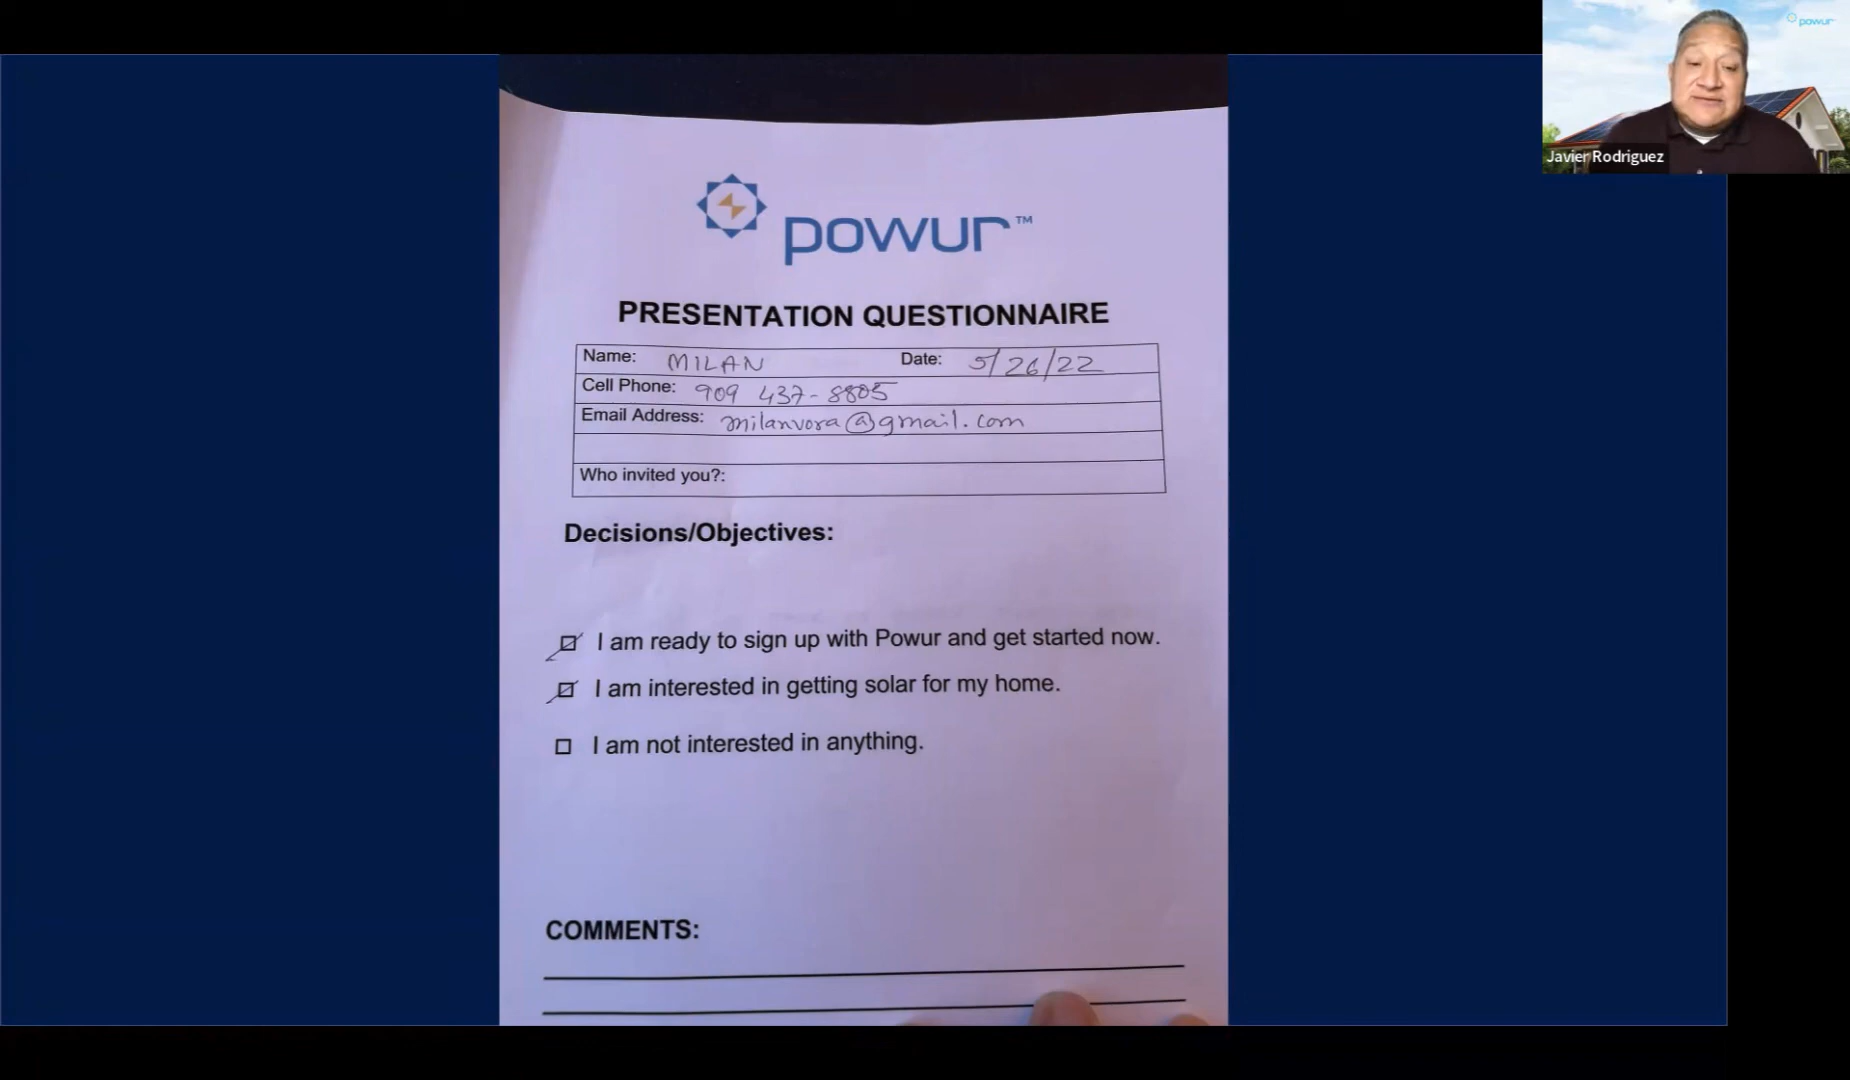 powur
Javier Rodriguez
powur™
PRESENTATION QUESTIONNAIRE
Name: MILAN Date: 5/26/22
Cell Phone: 909 437-8805
Email Address: milanvora@gmail.com
Who invited you?:
Decisions/Objectives:
I am ready to sign up with Powur and get started now.
I am interested in getting solar for my home.
I am not interested in anything.
COMMENTS: